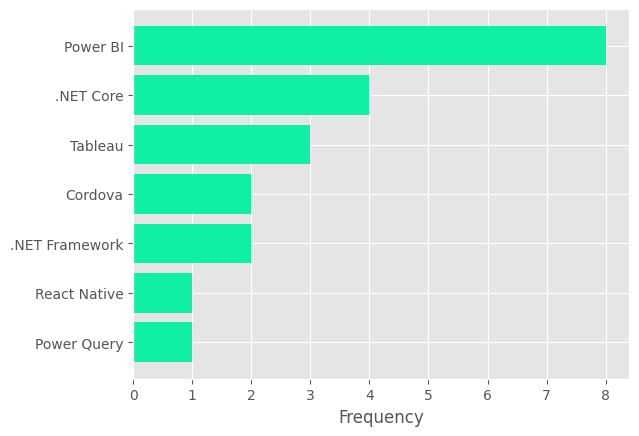 Power BI
.NET Core
Tableau
Cordova
.NET Framework
React Native
Power Query
0 1 2 3 4 5 6 7 8
Frequency